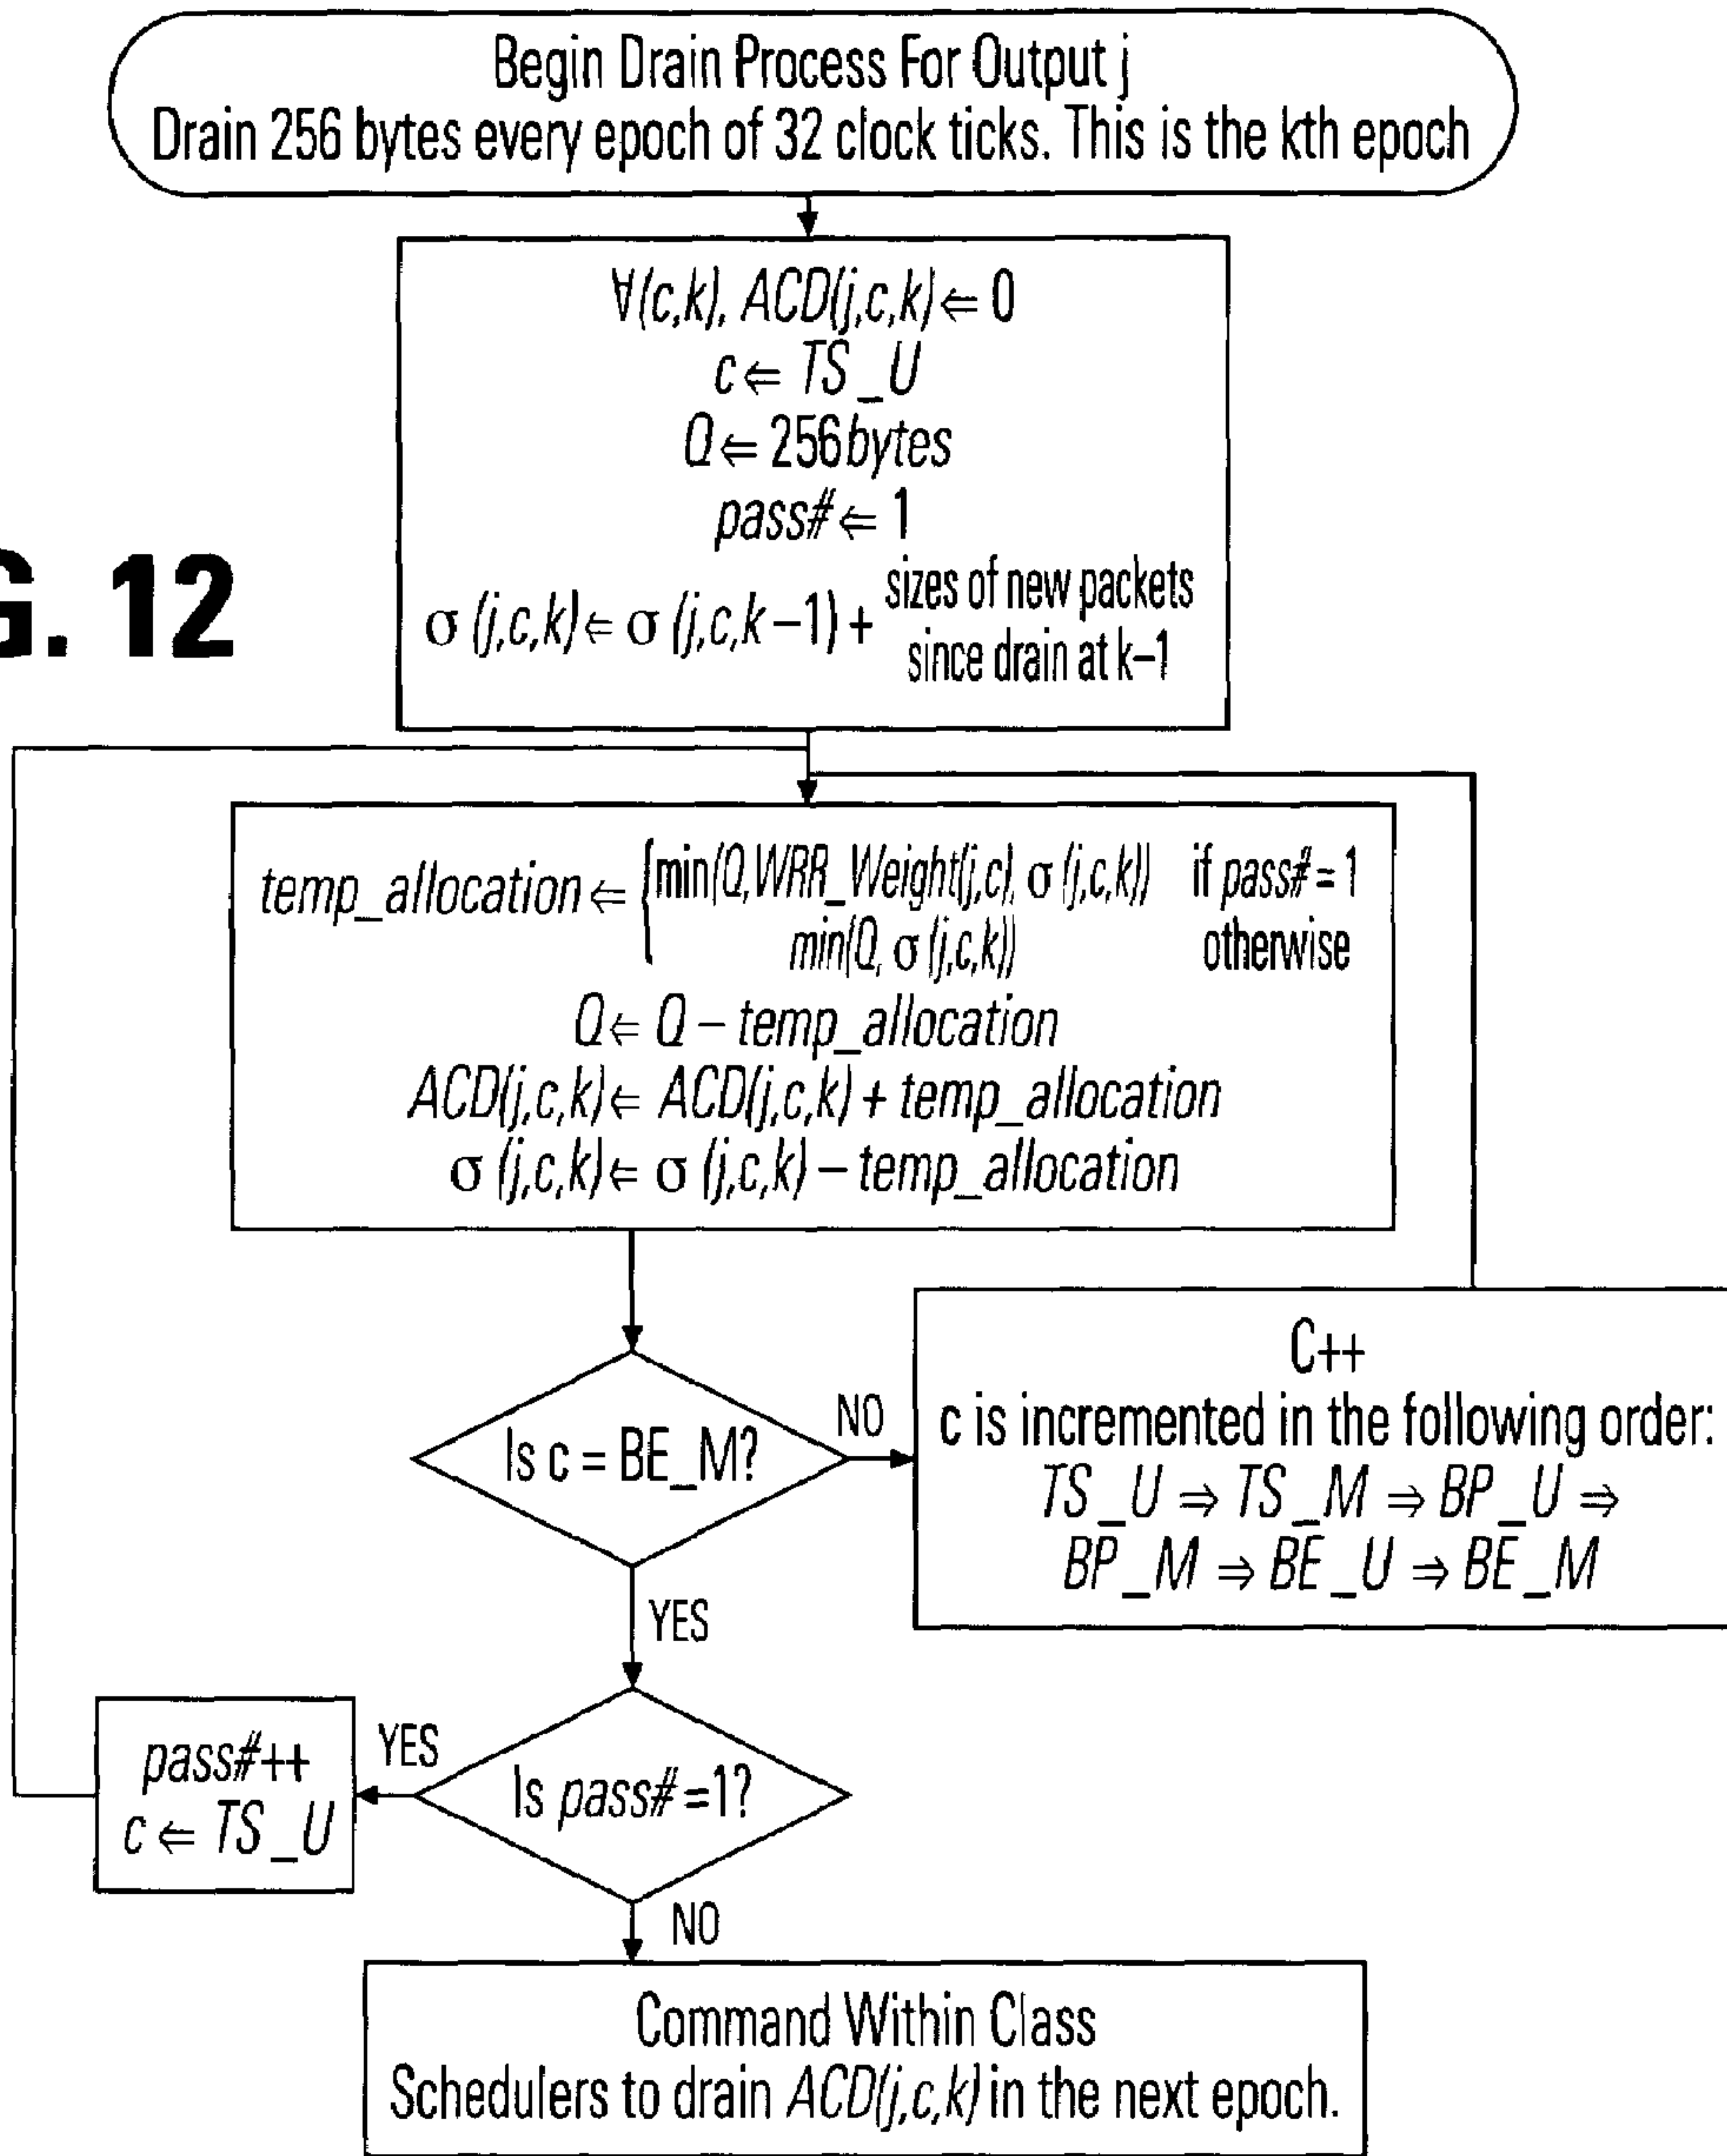 Begin Drain Process For Output j
Drain 256 bytes every epoch of 32 clock ticks. This is the kth epoch
∀(c,k), ACD(j,c,k) ⇐ 0
c ⇐ TS_U
Q ⇐ 256bytes
pass# ⇐ 1
σ (j,c,k) ⇐ σ (j,c,k−1) + sizes of new packets
since drain at k−1
G. 12
temp_allocation ⇐ { min(Q,WRR_Weight(j,c), σ (j,c,k)) if pass# = 1
min(Q, σ (j,c,k)) otherwise
Q ⇐ Q − temp_allocation
ACD(j,c,k) ⇐ ACD(j,c,k) + temp_allocation
σ (j,c,k) ⇐ σ (j,c,k) − temp_allocation
Is c = BE_M?
NO
C++
c is incremented in the following order:
TS_U ⇒ TS_M ⇒ BP_U ⇒
BP_M ⇒ BE_U ⇒ BE_M
YES
Is pass# =1?
YES
pass#++
c ⇐ TS_U
NO
Command Within Class
Schedulers to drain ACD(j,c,k) in the next epoch.